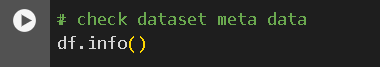 # check dataset meta data
df.info()